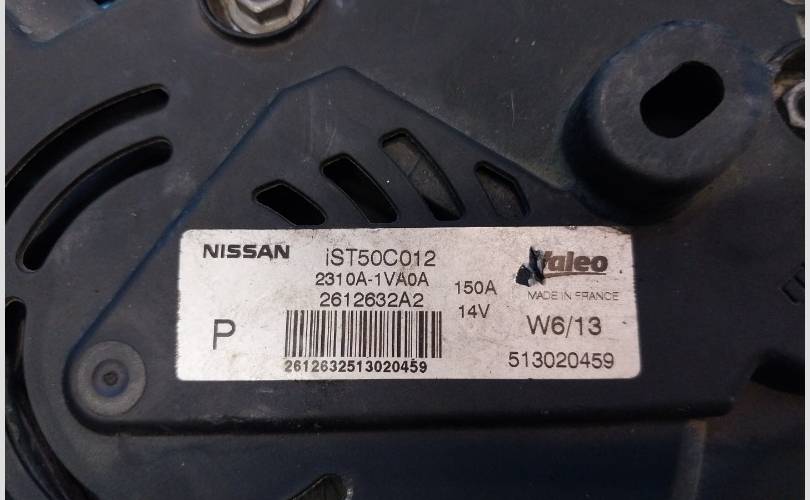 NISSAN iST50C012 Valeo
2310A-1VA0A 150A MADE IN FRANCE
2612632A2 14V
P W6/13
2612632513020459 513020459